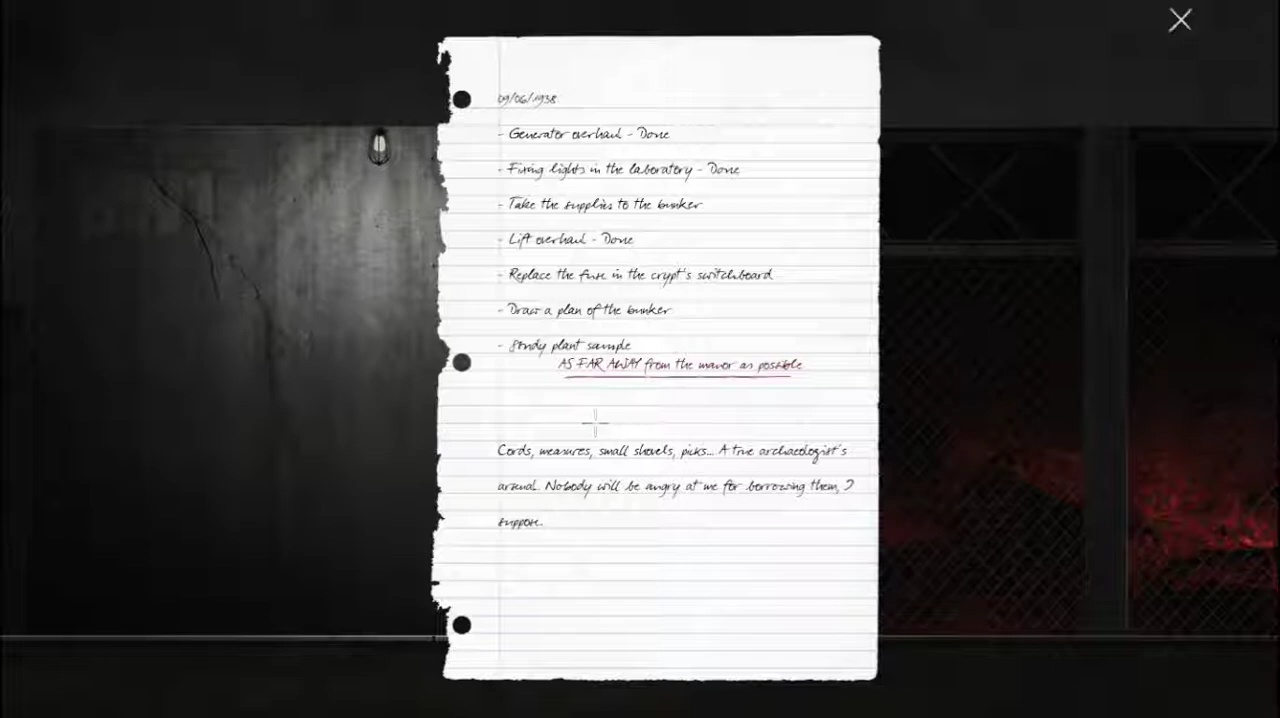 09/06/1938
- Generator overhaul - Done
- Fixing lights in the laboratory - Done
- Take the supplies to the bunker
- Lift overhaul - Done
- Replace the fuse in the crypt's switchboard
- Draw a plan of the bunker
- Study plant sample
AS FAR AWAY from the manor as possible
Cords, measures, small shovels, picks... A true archaeologist's
arsenal. Nobody will be angry at me for borrowing them, I
suppose.